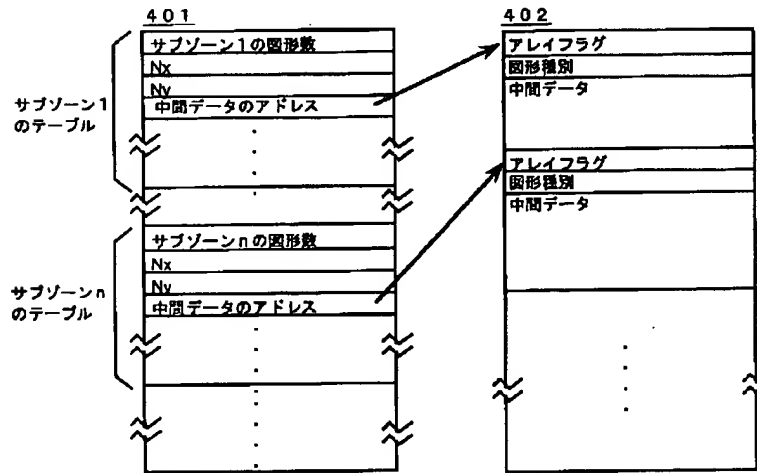 401
サブゾーン1の図形数
Nx
Ny
中間データのアドレス
サブゾーン1
のテーブル
サブゾーンnの図形数
Nx
Ny
中間データのアドレス
サブゾーンn
のテーブル
402
アレイフラグ
図形種別
中間データ
アレイフラグ
図形種別
中間データ